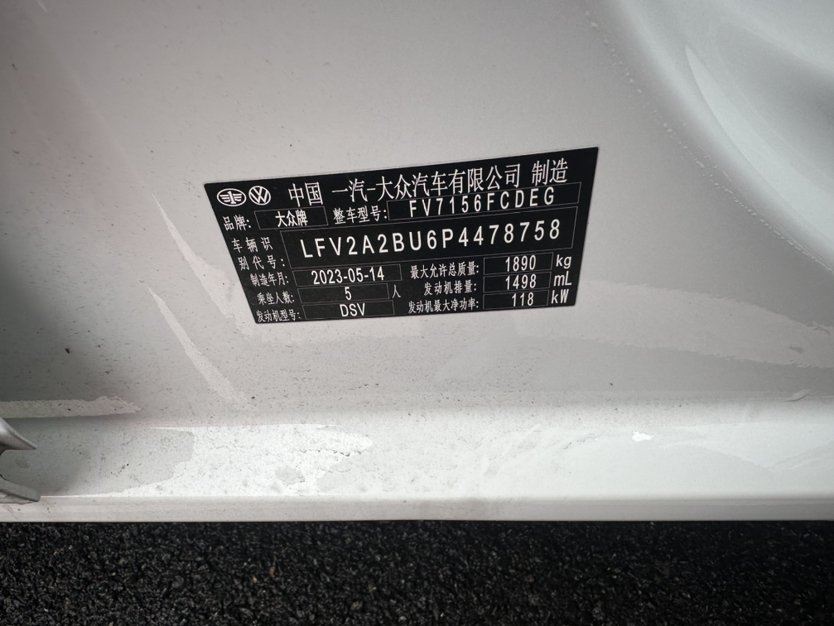 中国 一汽-大众汽车有限公司 制造
品牌: 大众牌 整车型号: FV7156FCDEG
车辆识别代号: LFV2A2BU6P4478758
制造年月: 2023-05-14 最大允许总质量: 1890 kg
乘坐人数: 5 人 发动机排量: 1498 mL
发动机型号: DSV 发动机最大净功率: 118 kW